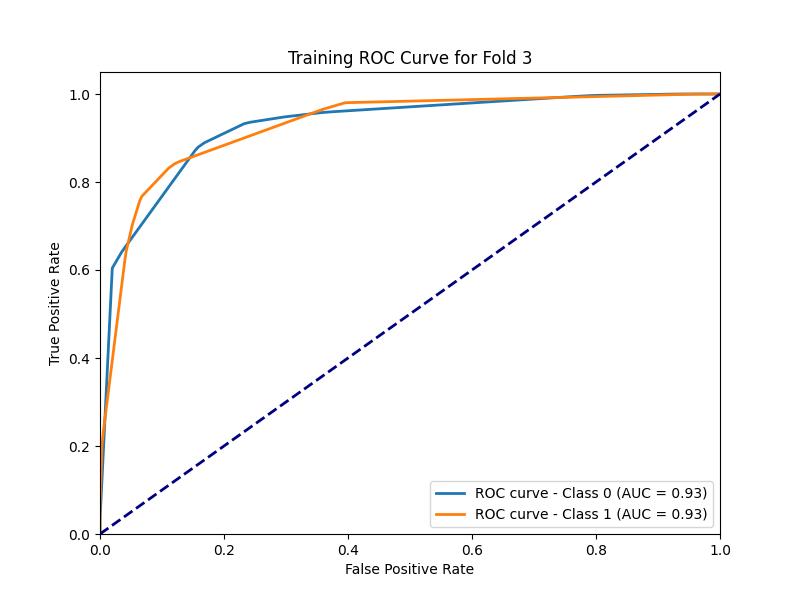 Training ROC Curve for Fold 3
True Positive Rate
1.0
0.8
0.6
0.4
0.2
0.0
0.0 0.2 0.4 0.6 0.8 1.0
False Positive Rate
ROC curve - Class 0 (AUC = 0.93)
ROC curve - Class 1 (AUC = 0.93)